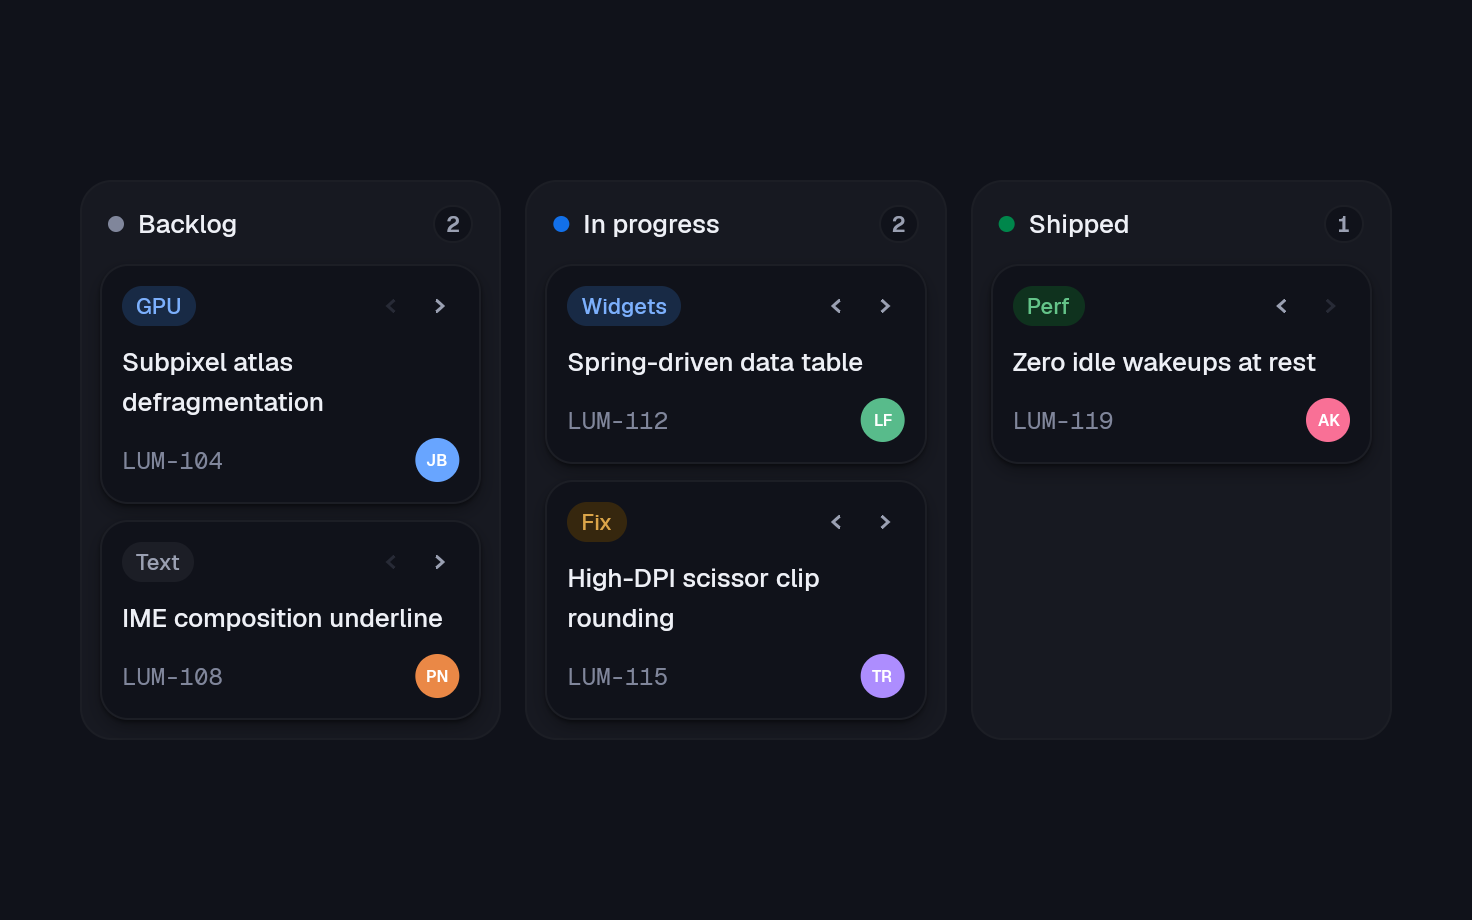 Backlog
2
GPU
Subpixel atlas
defragmentation
LUM-104
JB
Text
IME composition underline
LUM-108
PN
In progress
2
Widgets
Spring-driven data table
LUM-112
LF
Fix
High-DPI scissor clip
rounding
LUM-115
TR
Shipped
1
Perf
Zero idle wakeups at rest
LUM-119
AK